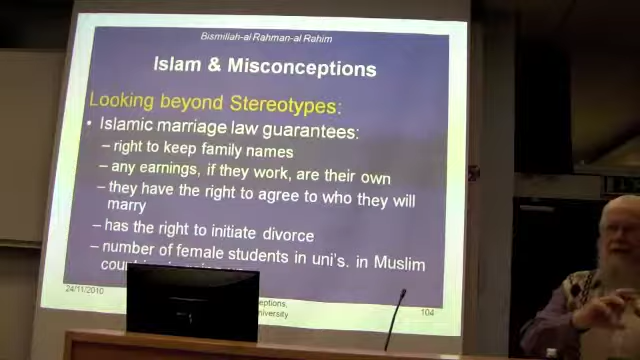 Bismillah-al Rahman-al Rahim
Islam & Misconceptions
Looking beyond Stereotypes:
• Islamic marriage law guarantees:
– right to keep family names
– any earnings, if they work, are their own
– they have the right to agree to who they will
marry
– has the right to initiate divorce
– number of female students in uni's. in Muslim
24/11/2010
104